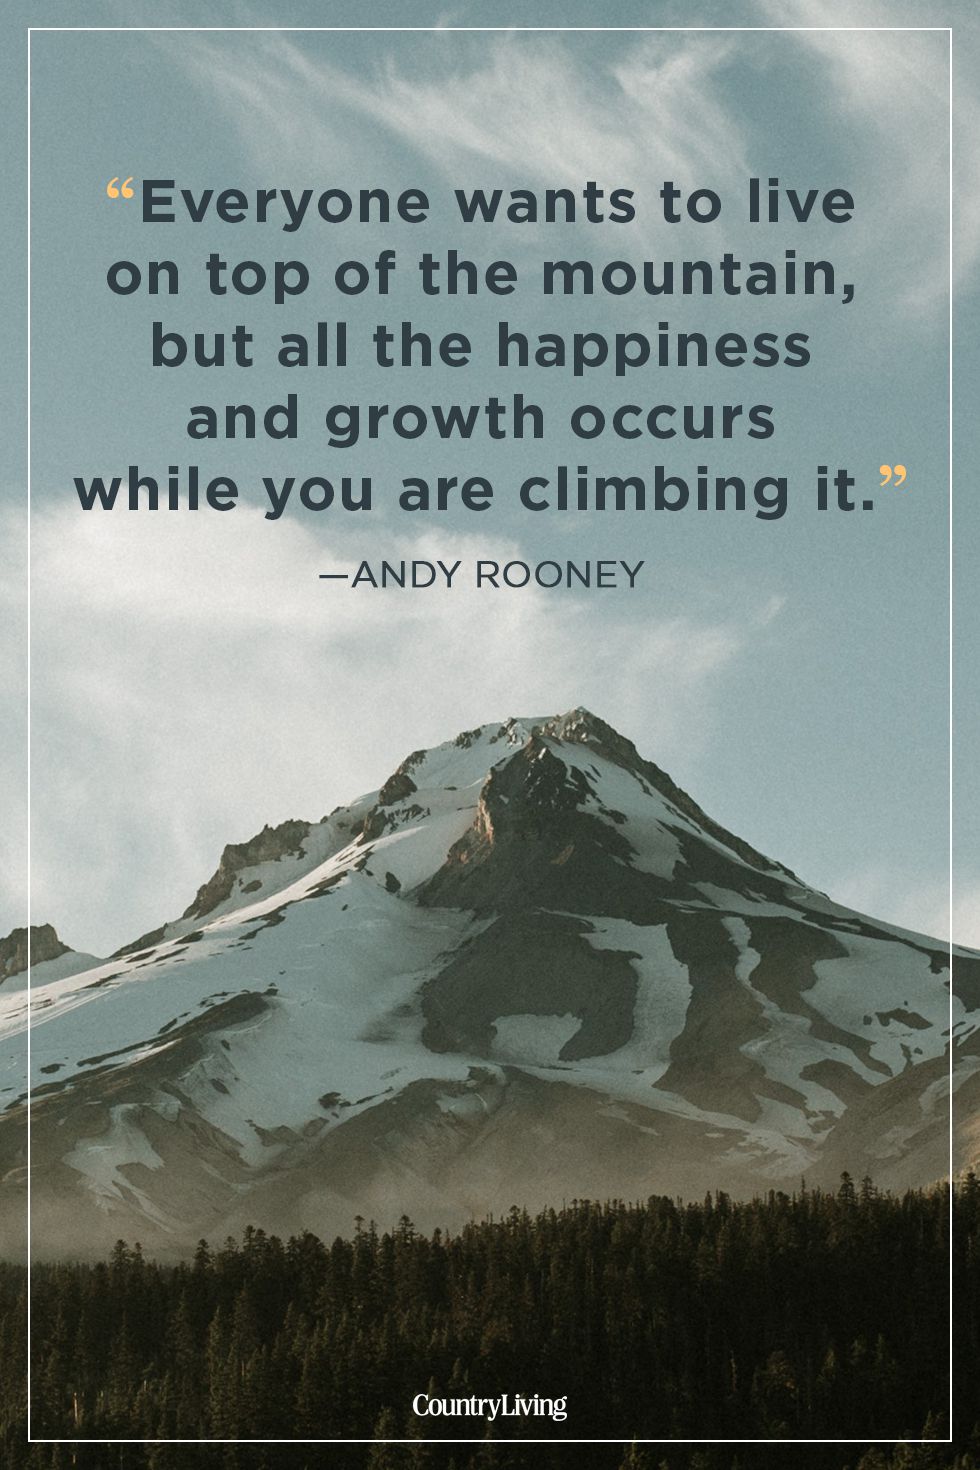 “Everyone wants to live
on top of the mountain,
but all the happiness
and growth occurs
while you are climbing it.”
—ANDY ROONEY
CountryLiving